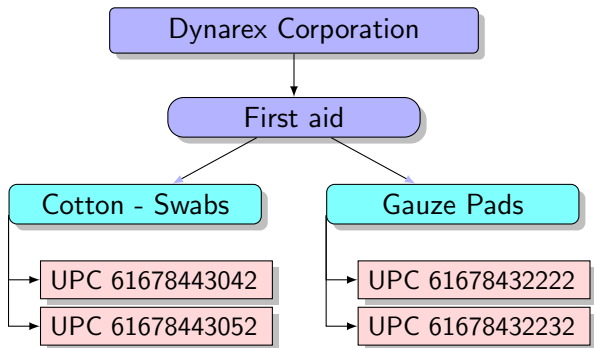 Dynarex Corporation
First aid
Cotton - Swabs
Gauze Pads
UPC 61678443042
UPC 61678432222
UPC 61678443052
UPC 61678432232